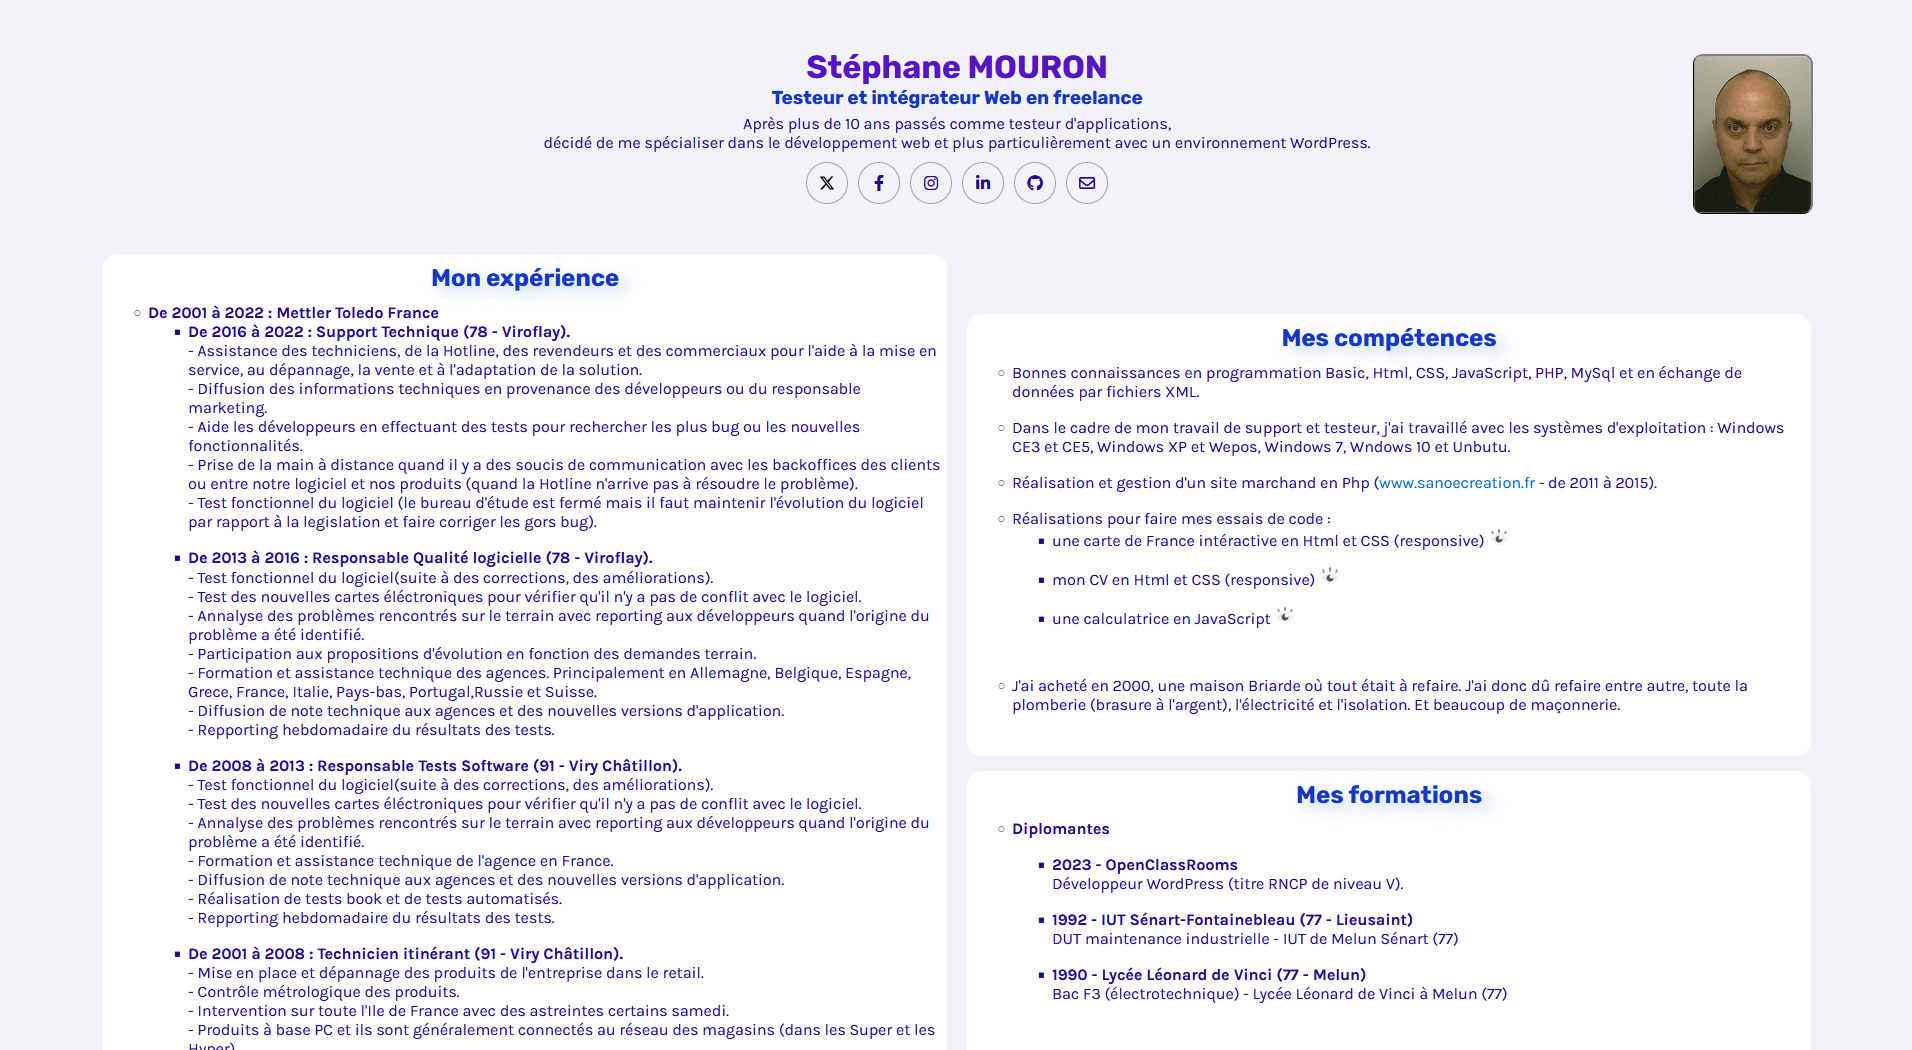 Stéphane MOURON
Testeur et intégrateur Web en freelance
Après plus de 10 ans passés comme testeur d'applications,
décidé de me spécialiser dans le développement web et plus particulièrement avec un environnement WordPress.
Mon expérience
De 2001 à 2022 : Mettler Toledo France
De 2016 à 2022 : Support Technique (78 - Viroflay).
- Assistance des techniciens, de la Hotline, des revendeurs et des commerciaux pour l'aide à la mise en
service, au dépannage, la vente et à l'adaptation de la solution.
- Diffusion des informations techniques en provenance des développeurs ou du responsable
marketing.
- Aide les développeurs en effectuant des tests pour rechercher les plus bug ou les nouvelles
fonctionnalités.
- Prise de la main à distance quand il y a des soucis de communication avec les backoffices des clients
ou entre notre logiciel et nos produits (quand la Hotline n'arrive pas à résoudre le problème).
- Test fonctionnel du logiciel (le bureau d'étude est fermé mais il faut maintenir l'évolution du logiciel
par rapport à la legislation et faire corriger les gors bug).
De 2013 à 2016 : Responsable Qualité logicielle (78 - Viroflay).
- Test fonctionnel du logiciel(suite à des corrections, des améliorations).
- Test des nouvelles cartes éléctroniques pour vérifier qu'il n'y a pas de conflit avec le logiciel.
- Annalyse des problèmes rencontrés sur le terrain avec reporting aux développeurs quand l'origine du
problème a été identifié.
- Participation aux propositions d'évolution en fonction des demandes terrain.
- Formation et assistance technique des agences. Principalement en Allemagne, Belgique, Espagne,
Grece, France, Italie, Pays-bas, Portugal,Russie et Suisse.
- Diffusion de note technique aux agences et des nouvelles versions d'application.
- Repporting hebdomadaire du résultats des tests.
De 2008 à 2013 : Responsable Tests Software (91 - Viry Châtillon).
- Test fonctionnel du logiciel(suite à des corrections, des améliorations).
- Test des nouvelles cartes éléctroniques pour vérifier qu'il n'y a pas de conflit avec le logiciel.
- Annalyse des problèmes rencontrés sur le terrain avec reporting aux développeurs quand l'origine du
problème a été identifié.
- Formation et assistance technique de l'agence en France.
- Diffusion de note technique aux agences et des nouvelles versions d'application.
- Réalisation de tests book et de tests automatisés.
- Repporting hebdomadaire du résultats des tests.
De 2001 à 2008 : Technicien itinérant (91 - Viry Châtillon).
- Mise en place et dépannage des produits de l'entreprise dans le retail.
- Contrôle métrologique des produits.
- Intervention sur toute l'Ile de France avec des astreintes certains samedi.
- Produits à base PC et ils sont généralement connectés au réseau des magasins (dans les Super et les
Hyper)
Mes compétences
Bonnes connaissances en programmation Basic, Html, CSS, JavaScript, PHP, MySql et en échange de
données par fichiers XML.
Dans le cadre de mon travail de support et testeur, j'ai travaillé avec les systèmes d'exploitation : Windows
CE3 et CE5, Windows XP et Wepos, Windows 7, Wndows 10 et Unbutu.
Réalisation et gestion d'un site marchand en Php (www.sanoecreation.fr - de 2011 à 2015).
Réalisations pour faire mes essais de code :
une carte de France intéractive en Html et CSS (responsive)
mon CV en Html et CSS (responsive)
une calculatrice en JavaScript
J'ai acheté en 2000, une maison Briarde où tout était à refaire. J'ai donc dû refaire entre autre, toute la
plomberie (brasure à l'argent), l'électricité et l'isolation. Et beaucoup de maçonnerie.
Mes formations
Diplomantes
2023 - OpenClassRooms
Développeur WordPress (titre RNCP de niveau V).
1992 - IUT Sénart-Fontainebleau (77 - Lieusaint)
DUT maintenance industrielle - IUT de Melun Sénart (77)
1990 - Lycée Léonard de Vinci (77 - Melun)
Bac F3 (électrotechnique) - Lycée Léonard de Vinci à Melun (77)